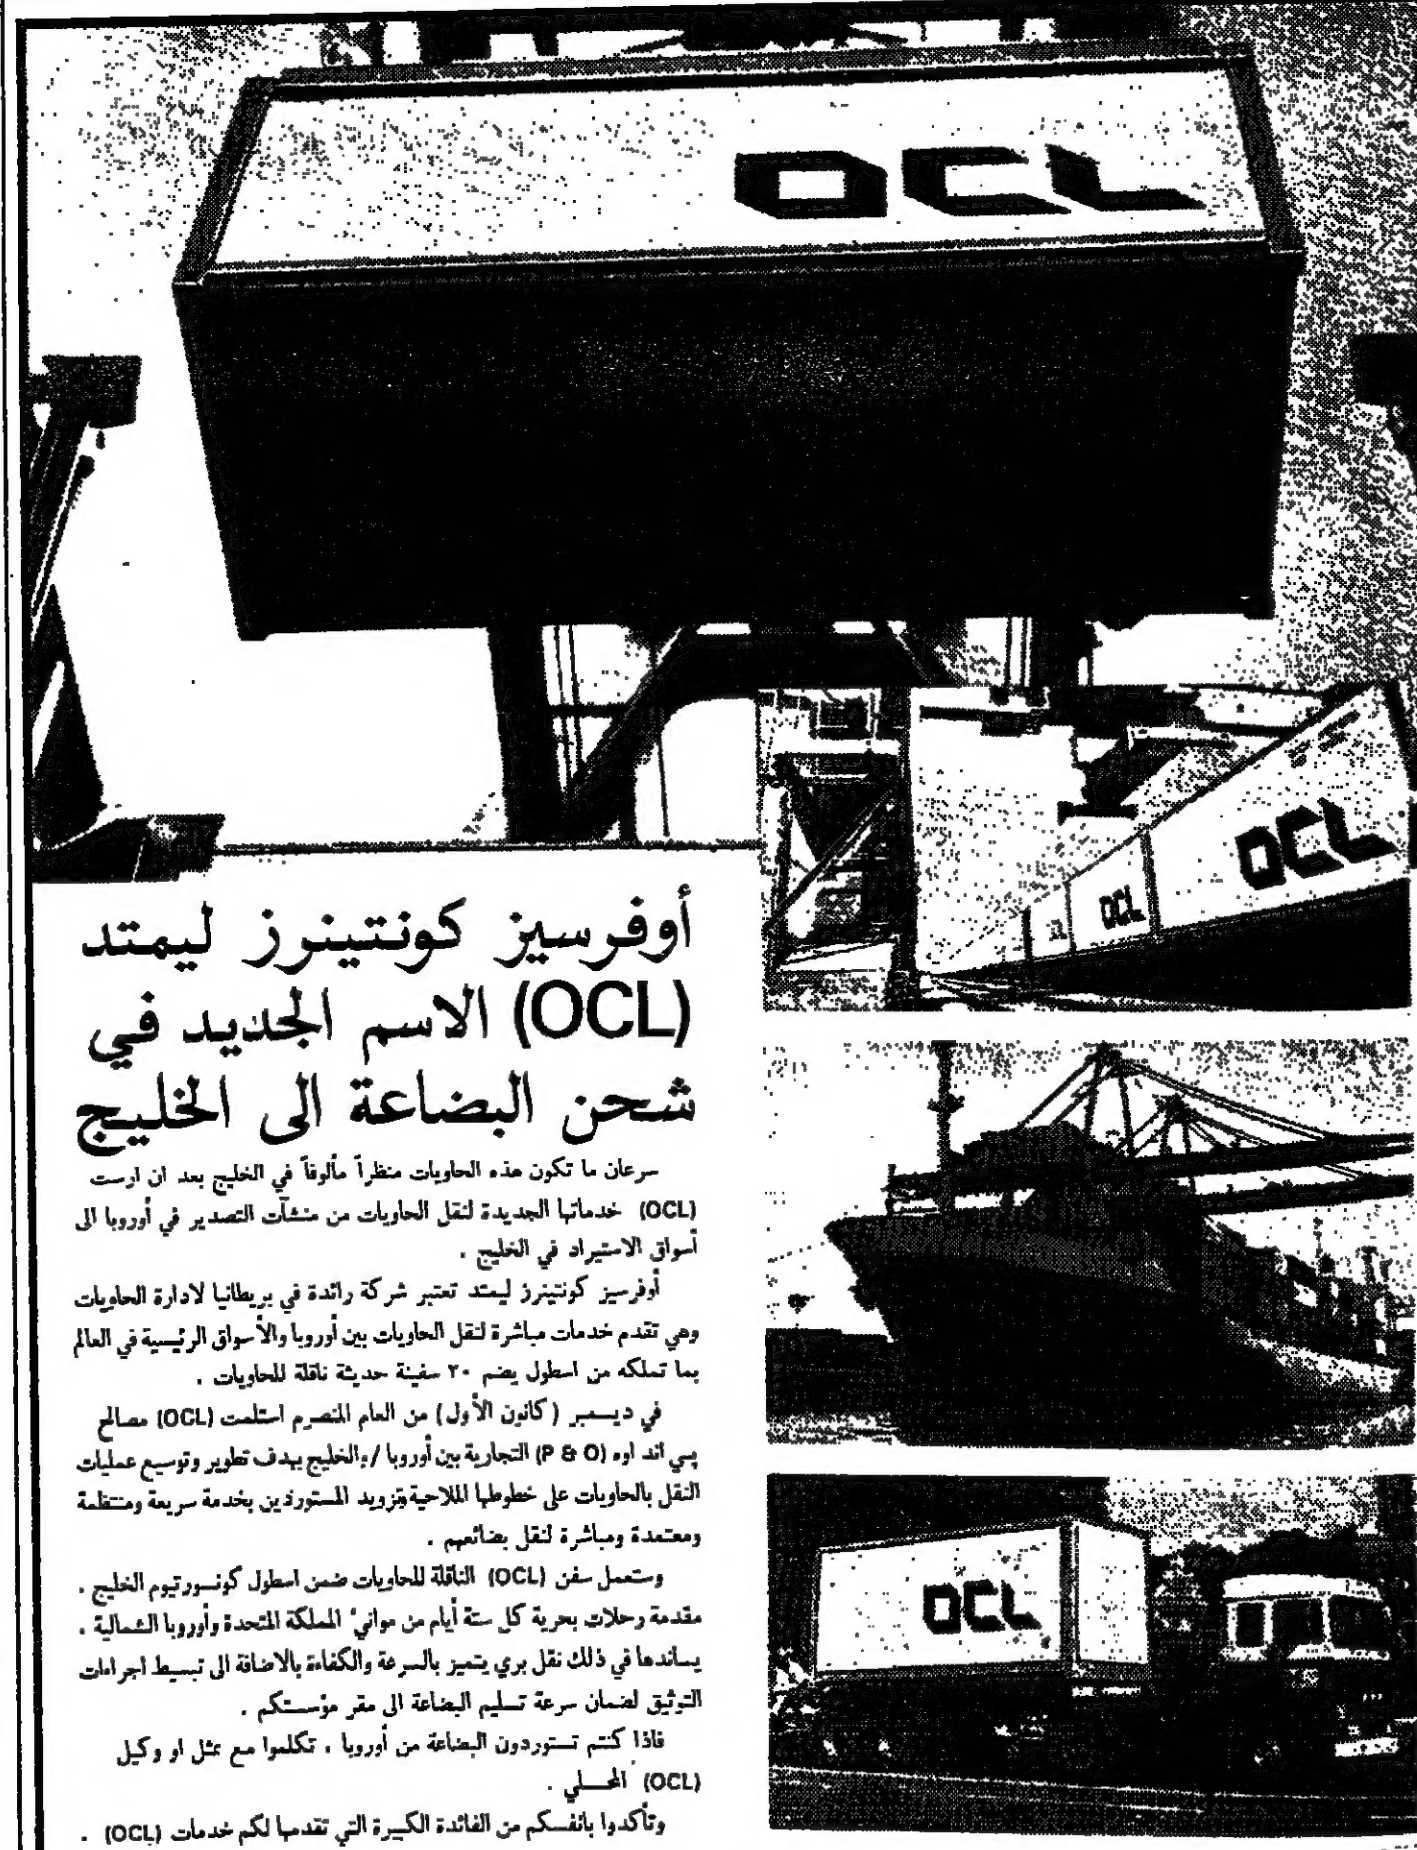 OCL
OCL
OCL
أوفرسيز كونتينرز ليمتد
(OCL) الاسم الجديد في
شحن البضاعة الى الخليج
سرعان ما تكون هذه الحاويات منظراً مألوفاً في الخليج بعد ان ارست
(OCL) خدماتها الجديدة لنقل الحاويات من منشآت التصدير في أوروبا الى
أسواق الاستيراد في الخليج .
أوفرسيز كونتينرز ليمتد تعتبر شركة رائدة في بريطانيا لادارة الحاويات
وهي تقدم خدمات مباشرة لنقل الحاويات بين أوروبا والأسواق الرئيسية في العالم
بما تملكه من اسطول يضم ٢٠ سفينة حديثة ناقلة للحاويات .
في ديسمبر (كانون الأول) من العام المنصرم استلمت (OCL) مصالح
پسي اند اوه (P & O) التجارية بين أوروبا / والخليج بهدف تطوير وتوسيع عمليات
النقل بالحاويات على خطوطها الملاحية وتزويد المستوردين بخدمة سريعة ومنتظمة
ومعتمدة ومباشرة لنقل بضائعهم .
وستعمل سفن (OCL) الناقلة للحاويات ضمن اسطول كونسورتيوم الخليج .
مقدمة رحلات بحرية كل ستة أيام من موانئ المملكة المتحدة وأوروبا الشمالية .
يساندها في ذلك نقل بري يتميز بالسرعة والكفاءة بالاضافة الى تبسيط اجراءات
التوثيق لضمان سرعة تسليم البضاعة الى مقر مؤسستكم .
فاذا كنتم تستوردون البضاعة من أوروبا ، تكلموا مع ممثل او وكيل
(OCL) المحلي .
وتأكدوا بانفسكم من الفائدة الكبيرة التي تقدمها لكم خدمات (OCL) .
OCL